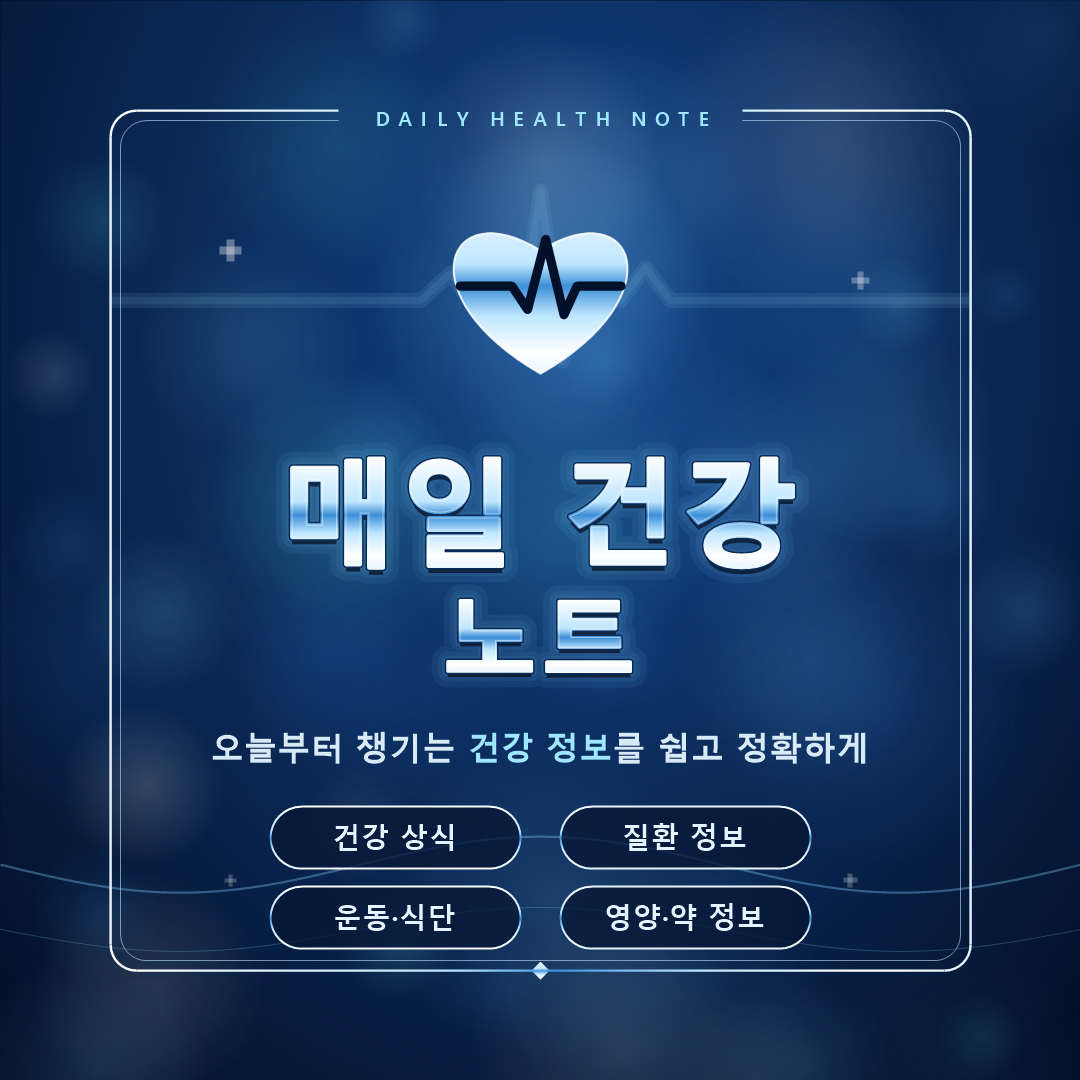 DAILY HEALTH NOTE
매일 건강
노트
오늘부터 챙기는 건강 정보를 쉽고 정확하게
건강 상식
질환 정보
운동·식단
영양·약 정보